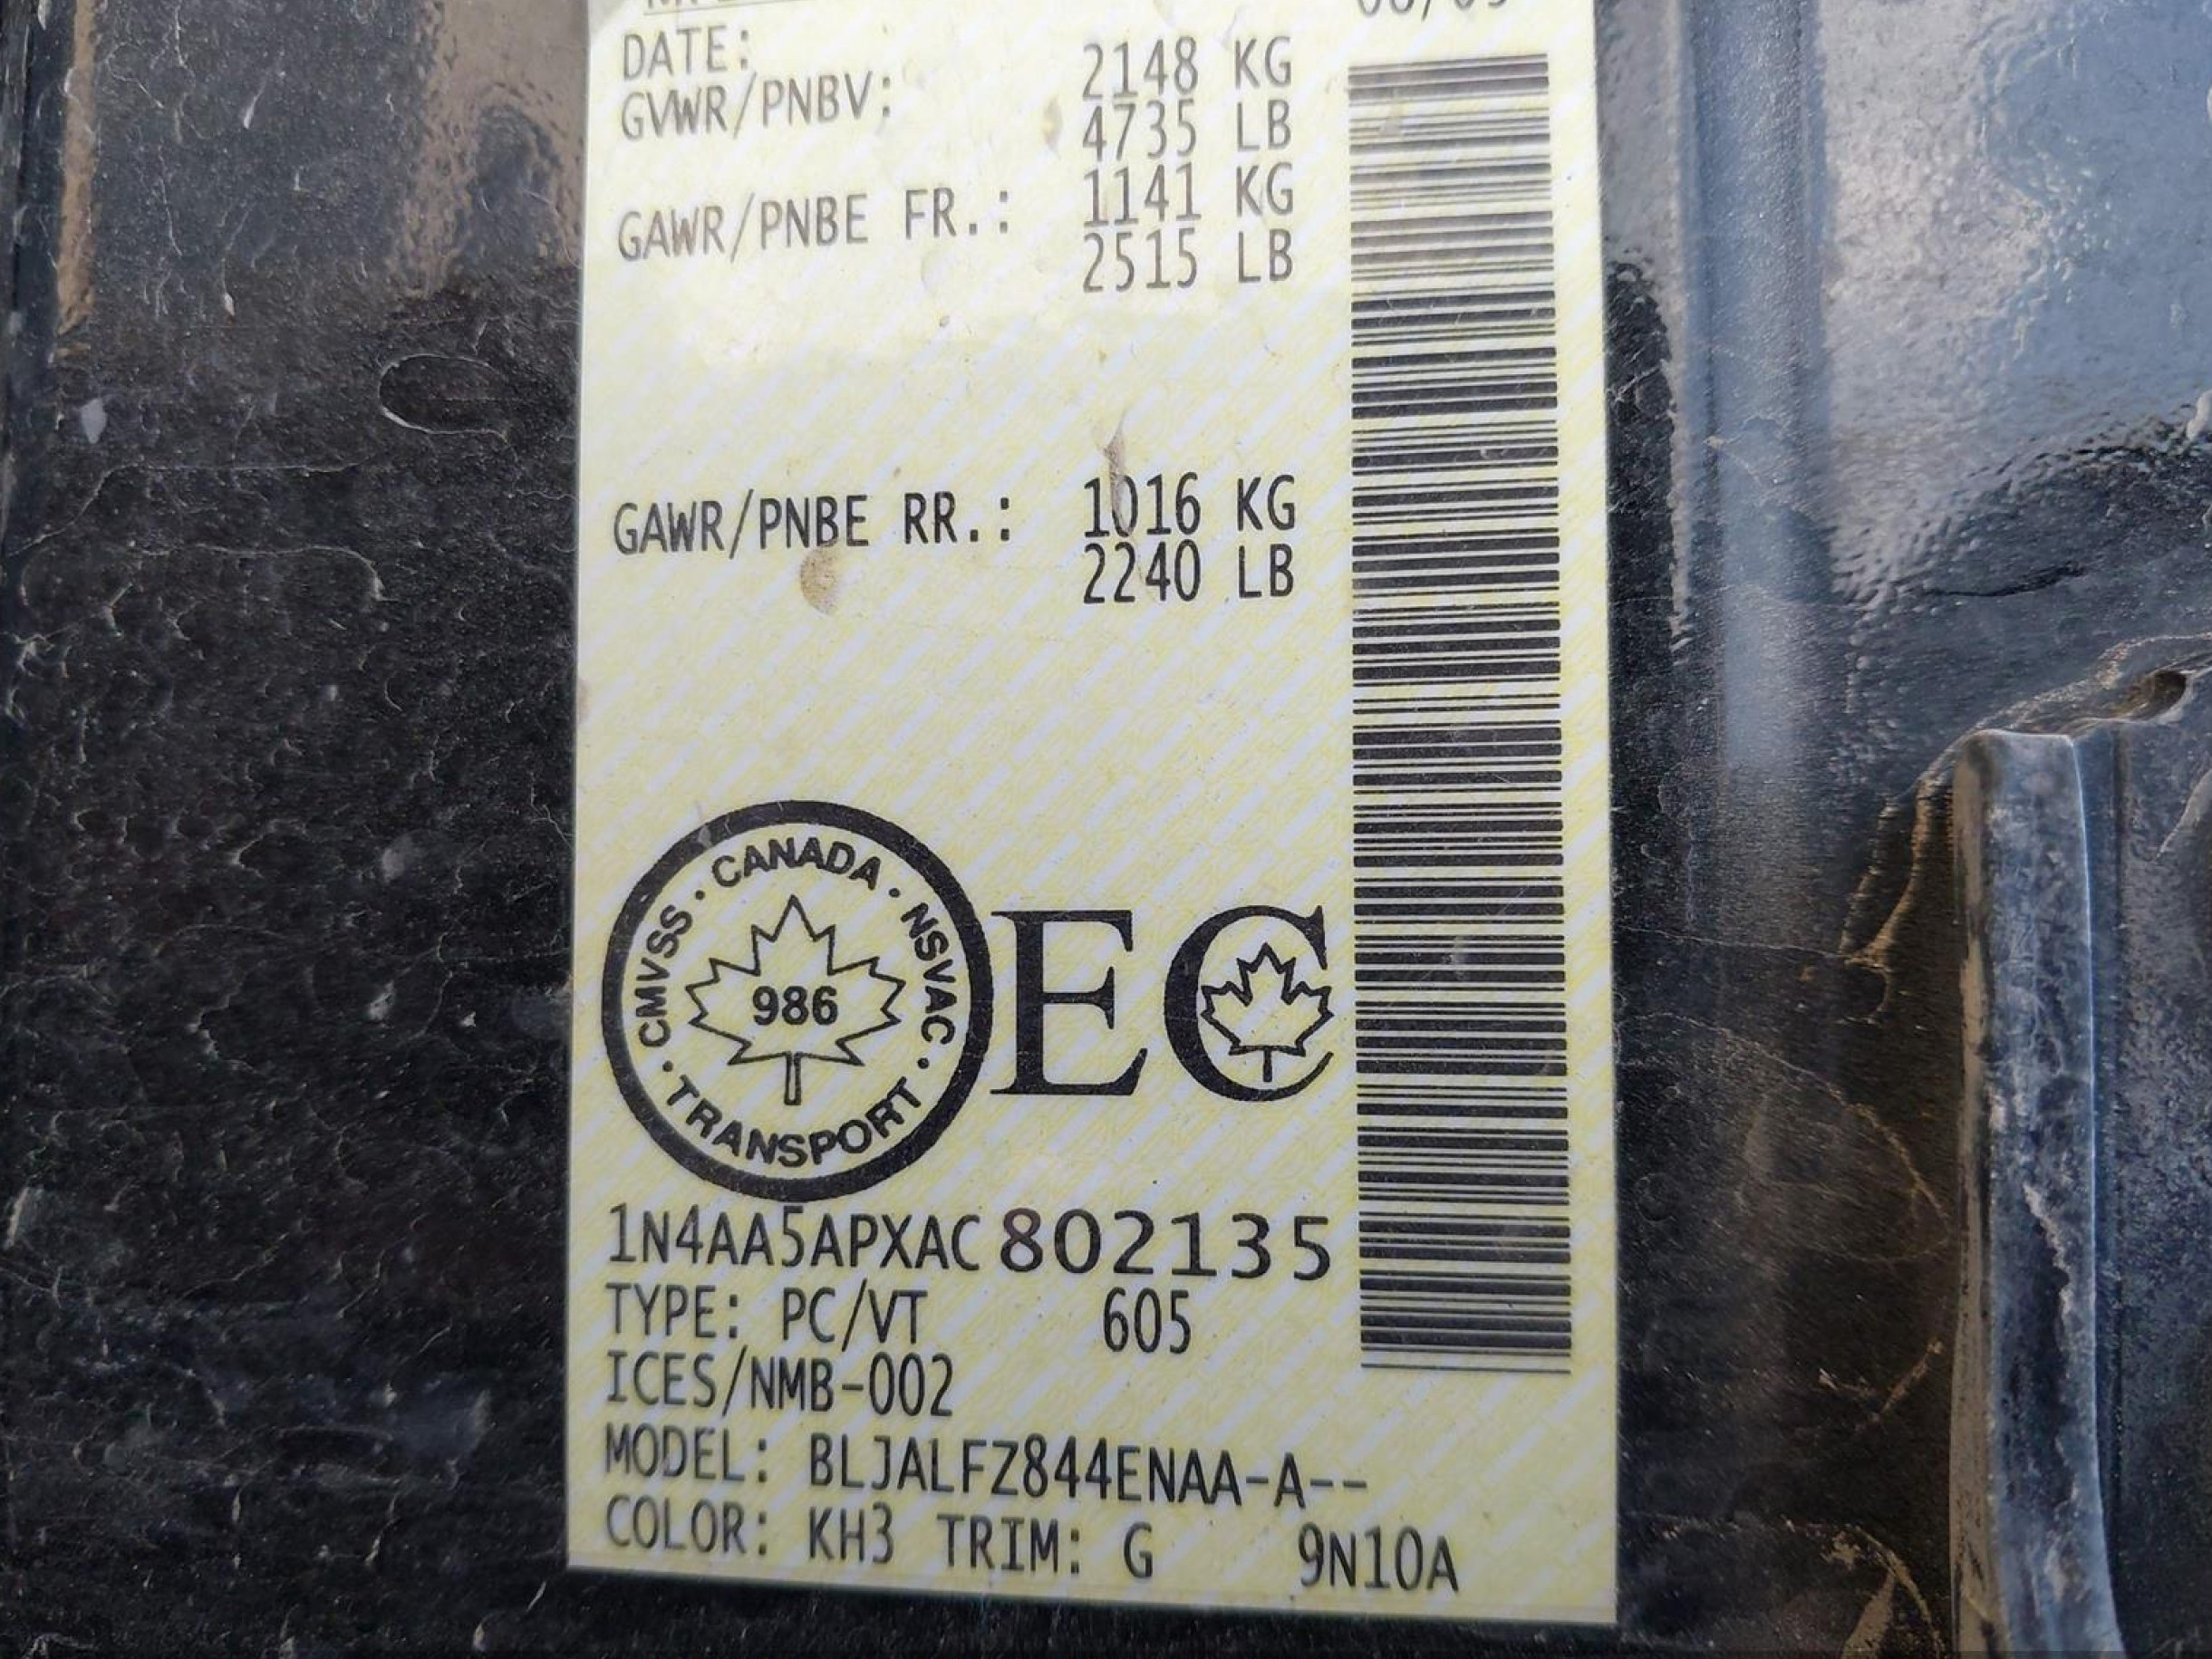 DATE:
GVWR/PNBV: 2148 KG
4735 LB
GAWR/PNBE FR.: 1141 KG
2515 LB
GAWR/PNBE RR.: 1016 KG
2240 LB
CMVSS · CANADA · NSVAC · TRANSPORT ·
986
EC
1N4AA5APXAC802135
TYPE: PC/VT 605
ICES/NMB-002
MODEL: BLJALFZ844ENAA-A--
COLOR: KH3 TRIM: G 9N10A